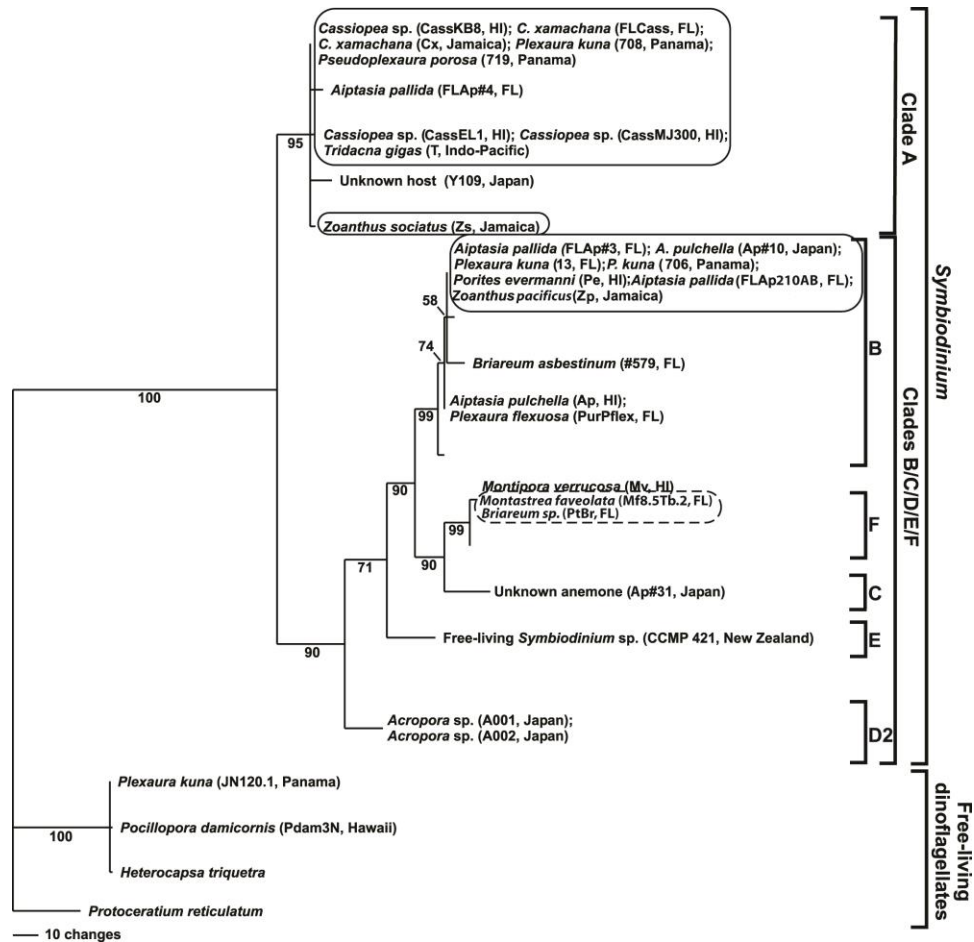 Cassiopea sp. (CassKB8, HI); C. xamachana (FLCass, FL);
C. xamachana (Cx, Jamaica); Plexaura kuna (708, Panama);
Pseudoplexaura porosa (719, Panama)
Aiptasia pallida (FLAp#4, FL)
Cassiopea sp. (CassEL1, HI); Cassiopea sp. (CassMJ300, HI);
Tridacna gigas (T, Indo-Pacific)
95
Unknown host (Y109, Japan)
Zoanthus sociatus (Zs, Jamaica)
Clade A
Aiptasia pallida (FLAp#3, FL); A. pulchella (Ap#10, Japan);
Plexaura kuna (13, FL); P. kuna (706, Panama);
Porites evermanni (Pe, HI); Aiptasia pallida (FLAp210AB, FL);
Zoanthus pacificus (Zp, Jamaica)
58
74
B
Briareum asbestinum (#579, FL)
100
Aiptasia pulchella (Ap, HI);
Plexaura flexuosa (PurPflex, FL)
99
90
Montipora verrucosa (Mv, HI)
Montastrea faveolata (Mf8.5Tb.2, FL)
Briareum sp. (PtBr, FL)
99
F
90
71
Unknown anemone (Ap#31, Japan)
C
Free-living Symbiodinium sp. (CCMP 421, New Zealand)
E
90
Acropora sp. (A001, Japan);
Acropora sp. (A002, Japan)
D2
Clades B/C/D/E/F
Symbiodinium
Plexaura kuna (JN120.1, Panama)
Pocillopora damicornis (Pdam3N, Hawaii)
100
Heterocapsa triquetra
Protoceratium reticulatum
Free-living
dinoflagellates
10 changes